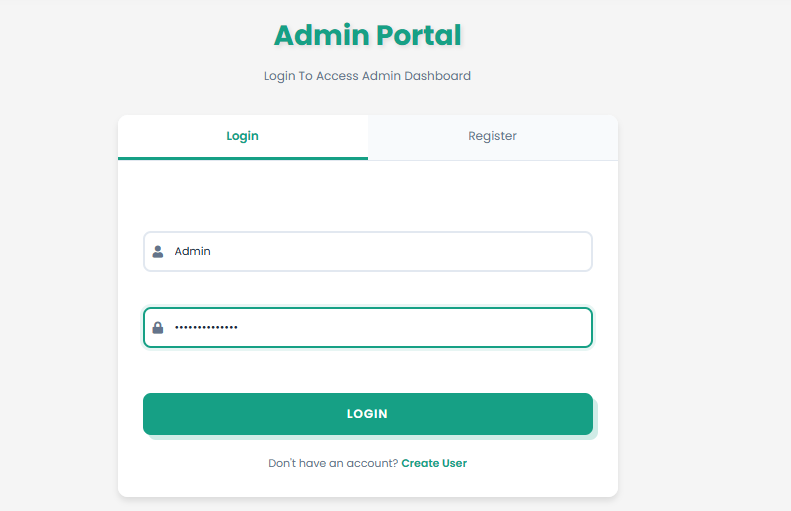 Admin Portal
Login To Access Admin Dashboard
Login
Register
Admin
••••••••••••••
LOGIN
Don't have an account? Create User